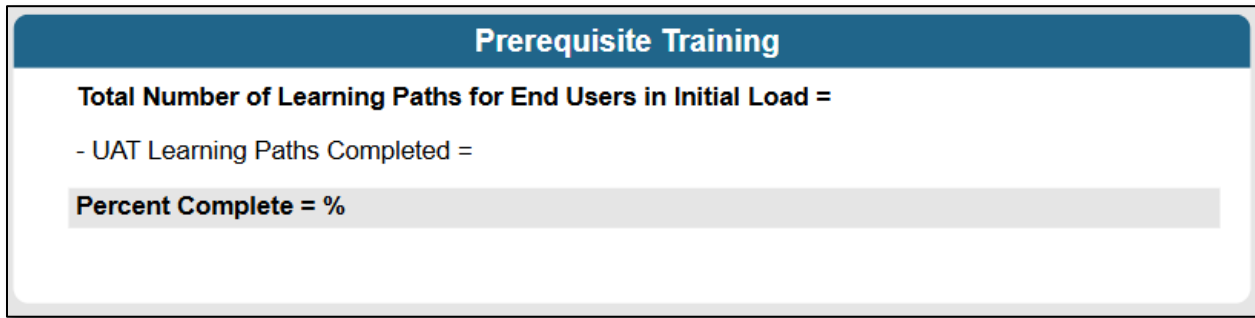 Prerequisite Training
Total Number of Learning Paths for End Users in Initial Load =
- UAT Learning Paths Completed =
Percent Complete = %